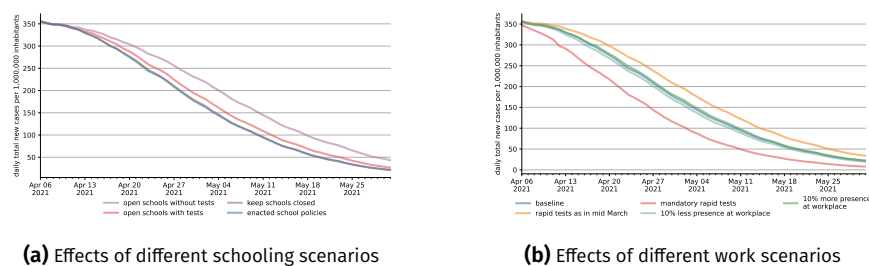 daily total new cases per 1,000,000 inhabitants
350
300
250
200
150
100
50
Apr 06
2021
Apr 13
2021
Apr 20
2021
Apr 27
2021
May 04
2021
May 11
2021
May 18
2021
May 25
2021
open schools without tests
open schools with tests
keep schools closed
enacted school policies
(a) Effects of different schooling scenarios
daily total new cases per 1,000,000 inhabitants
350
300
250
200
150
100
50
0
Apr 06
2021
Apr 13
2021
Apr 20
2021
Apr 27
2021
May 04
2021
May 11
2021
May 18
2021
May 25
2021
baseline
rapid tests as in mid March
mandatory rapid tests
10% less presence
at workplace
10% more presence
at workplace
(b) Effects of different work scenarios